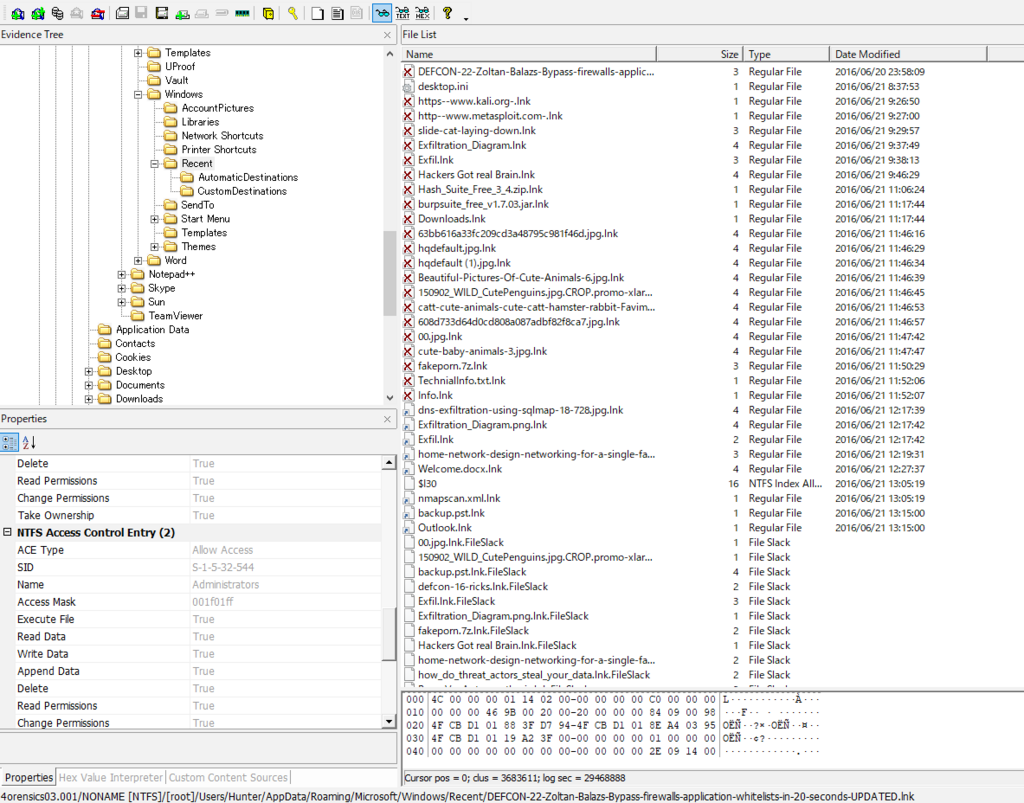 TEXT
HEX
Evidence Tree
Templates
UProof
Vault
Windows
AccountPictures
Libraries
Network Shortcuts
Printer Shortcuts
Recent
AutomaticDestinations
CustomDestinations
SendTo
Start Menu
Templates
Themes
Word
Notepad++
Skype
Sun
TeamViewer
Application Data
Contacts
Cookies
Desktop
Documents
Downloads
Properties
Delete True
Read Permissions True
Change Permissions True
Take Ownership True
NTFS Access Control Entry (2)
ACE Type Allow Access
SID S-1-5-32-544
Name Administrators
Access Mask 001f01ff
Execute File True
Read Data True
Write Data True
Append Data True
Delete True
Read Permissions True
Change Permissions True
Properties Hex Value Interpreter Custom Content Sources
File List
Name Size Type Date Modified
DEFCON-22-Zoltan-Balazs-Bypass-firewalls-applic... 3 Regular File 2016/06/20 23:58:09
desktop.ini 1 Regular File 2016/06/21 8:37:53
https--www.kali.org-.lnk 1 Regular File 2016/06/21 9:26:50
http--www.metasploit.com-.lnk 1 Regular File 2016/06/21 9:27:00
slide-cat-laying-down.lnk 3 Regular File 2016/06/21 9:29:57
Exfiltration_Diagram.lnk 4 Regular File 2016/06/21 9:37:49
Exfil.lnk 3 Regular File 2016/06/21 9:38:13
Hackers Got real Brain.lnk 4 Regular File 2016/06/21 9:46:29
Hash_Suite_Free_3_4.zip.lnk 1 Regular File 2016/06/21 11:06:24
burpsuite_free_v1.7.03.jar.lnk 1 Regular File 2016/06/21 11:17:44
Downloads.lnk 1 Regular File 2016/06/21 11:17:44
63bb616a33fc209cd3a48795c981f46d.jpg.lnk 4 Regular File 2016/06/21 11:46:16
hqdefault.jpg.lnk 4 Regular File 2016/06/21 11:46:29
hqdefault (1).jpg.lnk 4 Regular File 2016/06/21 11:46:34
Beautiful-Pictures-Of-Cute-Animals-6.jpg.lnk 4 Regular File 2016/06/21 11:46:39
150902_WILD_CutePenguins.jpg.CROP.promo-xlar... 4 Regular File 2016/06/21 11:46:45
catt-cute-animals-cute-catt-hamster-rabbit-Favim... 4 Regular File 2016/06/21 11:46:53
608d733d64d0cd808a087adbf82f8ca7.jpg.lnk 4 Regular File 2016/06/21 11:46:57
00.jpg.lnk 4 Regular File 2016/06/21 11:47:42
cute-baby-animals-3.jpg.lnk 4 Regular File 2016/06/21 11:47:47
fakeporn.7z.lnk 3 Regular File 2016/06/21 11:50:29
TechnialInfo.txt.lnk 1 Regular File 2016/06/21 11:52:06
Info.lnk 1 Regular File 2016/06/21 11:52:07
dns-exfiltration-using-sqlmap-18-728.jpg.lnk 4 Regular File 2016/06/21 12:17:39
Exfiltration_Diagram.png.lnk 4 Regular File 2016/06/21 12:17:42
Exfil.lnk 2 Regular File 2016/06/21 12:17:42
home-network-design-networking-for-a-single-fa... 3 Regular File 2016/06/21 12:19:31
Welcome.docx.lnk 4 Regular File 2016/06/21 12:27:37
$I30 16 NTFS Index All... 2016/06/21 13:05:19
nmapscan.xml.lnk 1 Regular File 2016/06/21 13:05:19
backup.pst.lnk 1 Regular File 2016/06/21 13:15:00
Outlook.lnk 1 Regular File 2016/06/21 13:15:00
00.jpg.lnk.FileSlack 1 File Slack
150902_WILD_CutePenguins.jpg.CROP.promo-xlar... 1 File Slack
backup.pst.lnk.FileSlack 4 File Slack
defcon-16-ricks.lnk.FileSlack 2 File Slack
Exfil.lnk.FileSlack 3 File Slack
Exfiltration_Diagram.png.lnk.FileSlack 1 File Slack
fakeporn.7z.lnk.FileSlack 2 File Slack
Hackers Got real Brain.lnk.FileSlack 1 File Slack
home-network-design-networking-for-a-single-fa... 2 File Slack
how_do_threat_actors_steal_your_data.lnk.FileSlack 2 File Slack
000 4C 00 00 00 01 14 02 00-00 00 00 00 C0 00 00 00 L···········À···
010 00 00 00 46 9B 00 20 00-20 00 00 00 84 09 00 98 ···F·· · ·······
020 4F CB D1 01 88 3F D7 94-4F CB D1 01 8E A4 03 95 OËÑ··?×·OËÑ··¤··
030 4F CB D1 01 19 A2 3F 00-00 00 00 00 01 00 00 00 OËÑ··¢?·········
040 00 00 00 00 00 00 00 00-00 00 00 00 2E 09 14 00 ············.···
Cursor pos = 0; clus = 3683611; log sec = 29468888
4orensics03.001/NONAME [NTFS]/[root]/Users/Hunter/AppData/Roaming/Microsoft/Windows/Recent/DEFCON-22-Zoltan-Balazs-Bypass-firewalls-application-whitelists-in-20-seconds-UPDATED.lnk